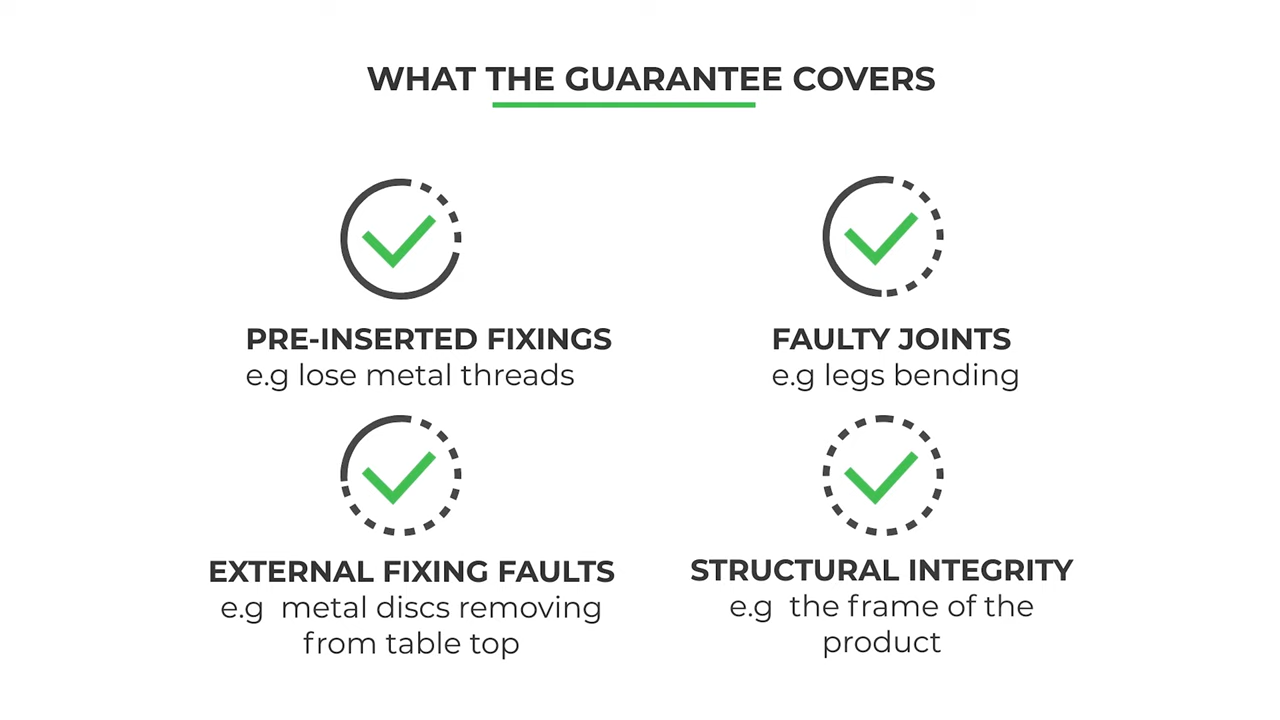 WHAT THE GUARANTEE COVERS
PRE-INSERTED FIXINGS
e.g lose metal threads
FAULTY JOINTS
e.g legs bending
EXTERNAL FIXING FAULTS
e.g  metal discs removing
from table top
STRUCTURAL INTEGRITY
e.g  the frame of the
product